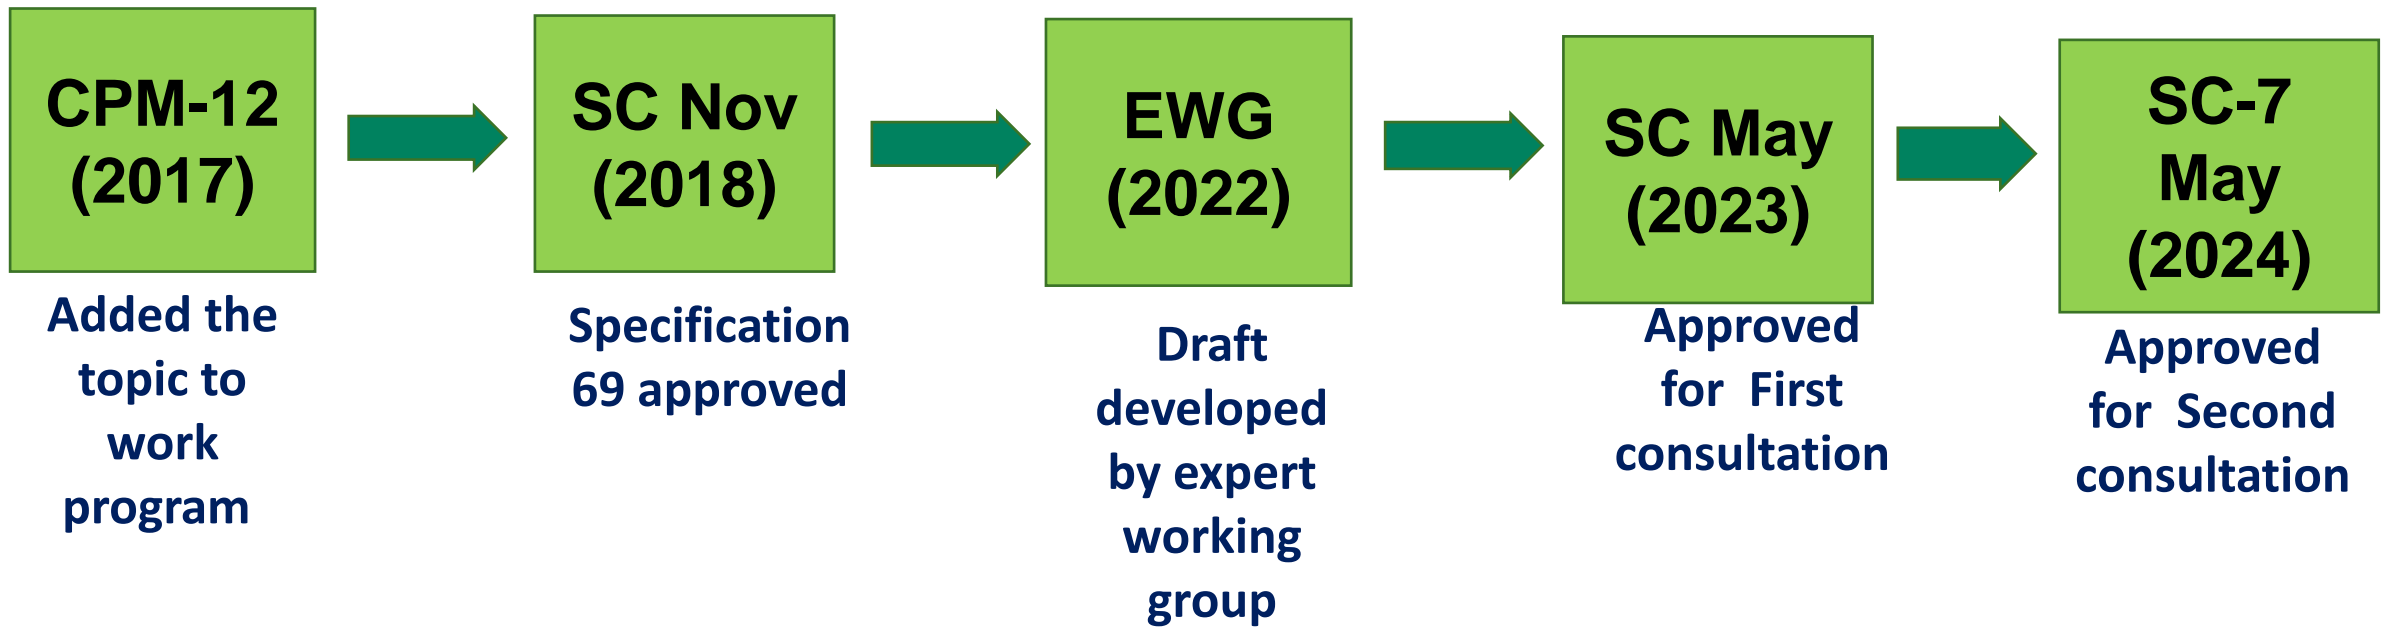 CPM-12
(2017)
Added the
topic to
work
program
SC Nov
(2018)
Specification
69 approved
EWG
(2022)
Draft
developed
by expert
working
group
SC May
(2023)
Approved
for  First
consultation
SC-7
May
(2024)
Approved
for  Second
consultation